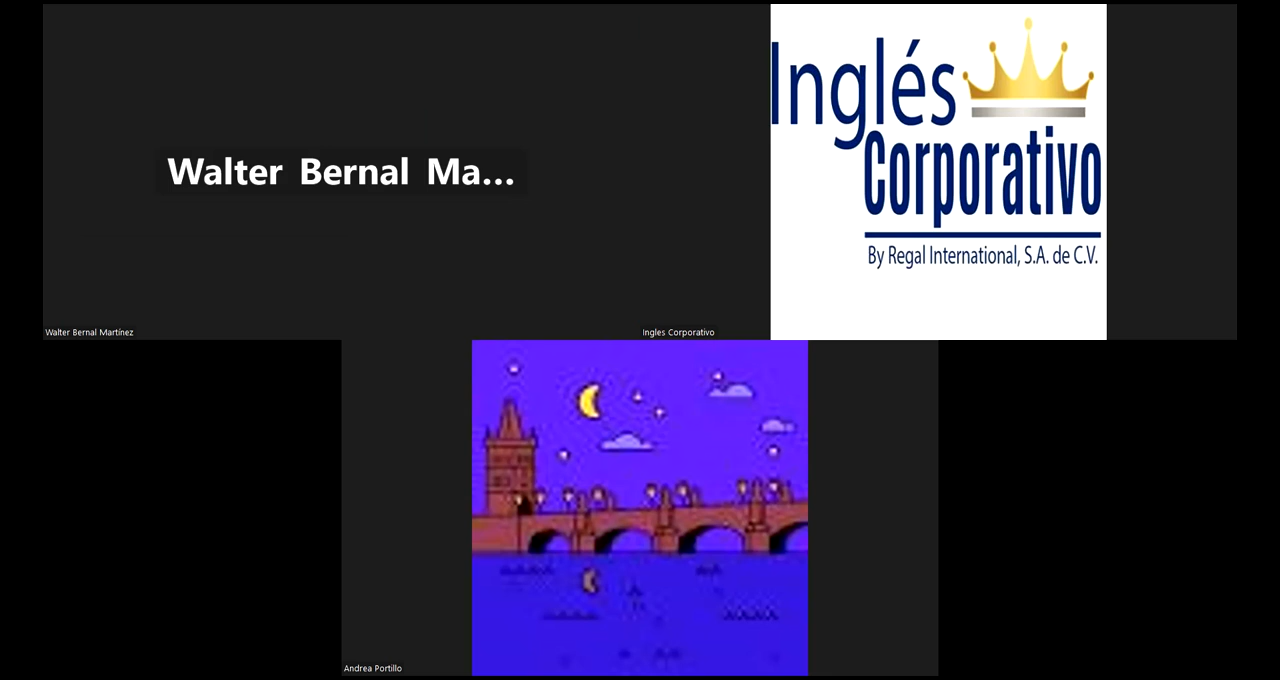 Walter Bernal Ma...
Inglés
Corporativo
By Regal International, S.A. de C.V.
Walter Bernal Martínez
Ingles Corporativo
Andrea Portillo